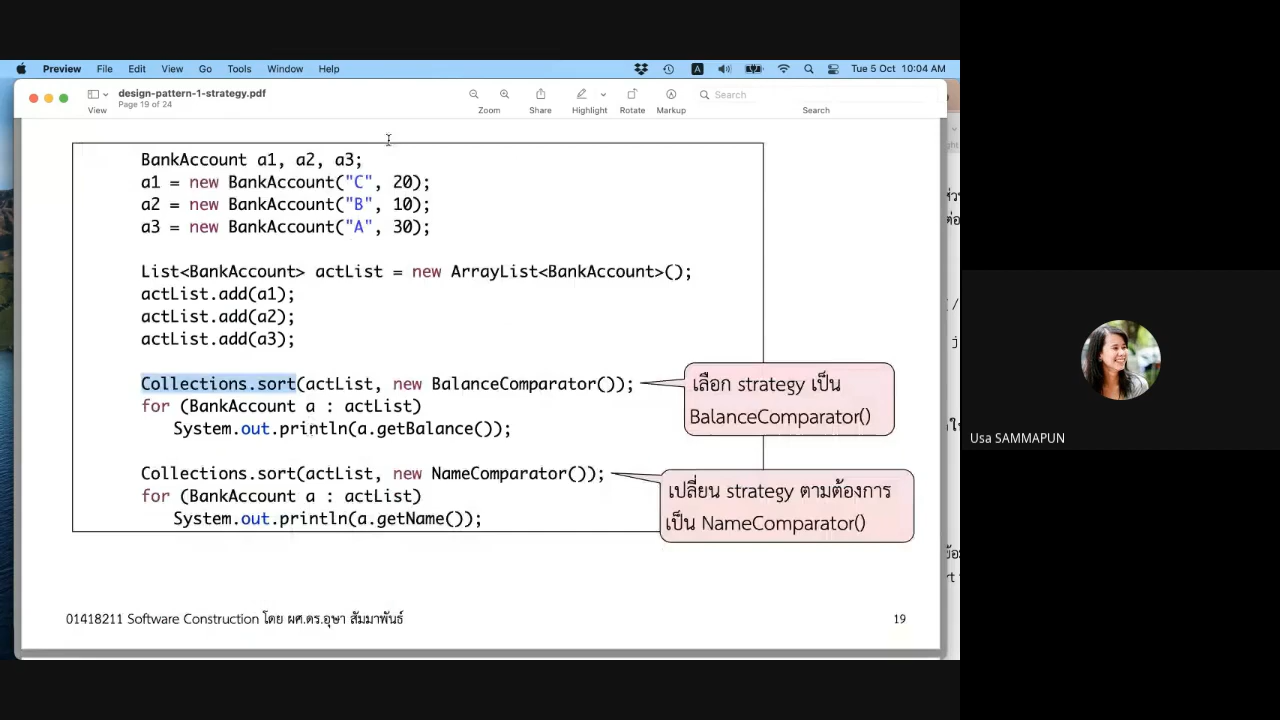 Preview File Edit View Go Tools Window Help
A
Tue 5 Oct 10:04 AM
design-pattern-1-strategy.pdf
Page 19 of 24
View
Zoom
Share
Highlight
Rotate
Markup
Search
Search
BankAccount a1, a2, a3;
a1 = new BankAccount("C", 20);
a2 = new BankAccount("B", 10);
a3 = new BankAccount("A", 30);
List<BankAccount> actList = new ArrayList<BankAccount>();
actList.add(a1);
actList.add(a2);
actList.add(a3);
Collections.sort(actList, new BalanceComparator());
for (BankAccount a : actList)
System.out.println(a.getBalance());
Collections.sort(actList, new NameComparator());
for (BankAccount a : actList)
System.out.println(a.getName());
เลือก strategy เป็น
BalanceComparator()
เปลี่ยน strategy ตามต้องการ
เป็น NameComparator()
01418211 Software Construction โดย ผศ.ดร.อุษา สัมมาพันธ์
19
Usa SAMMAPUN